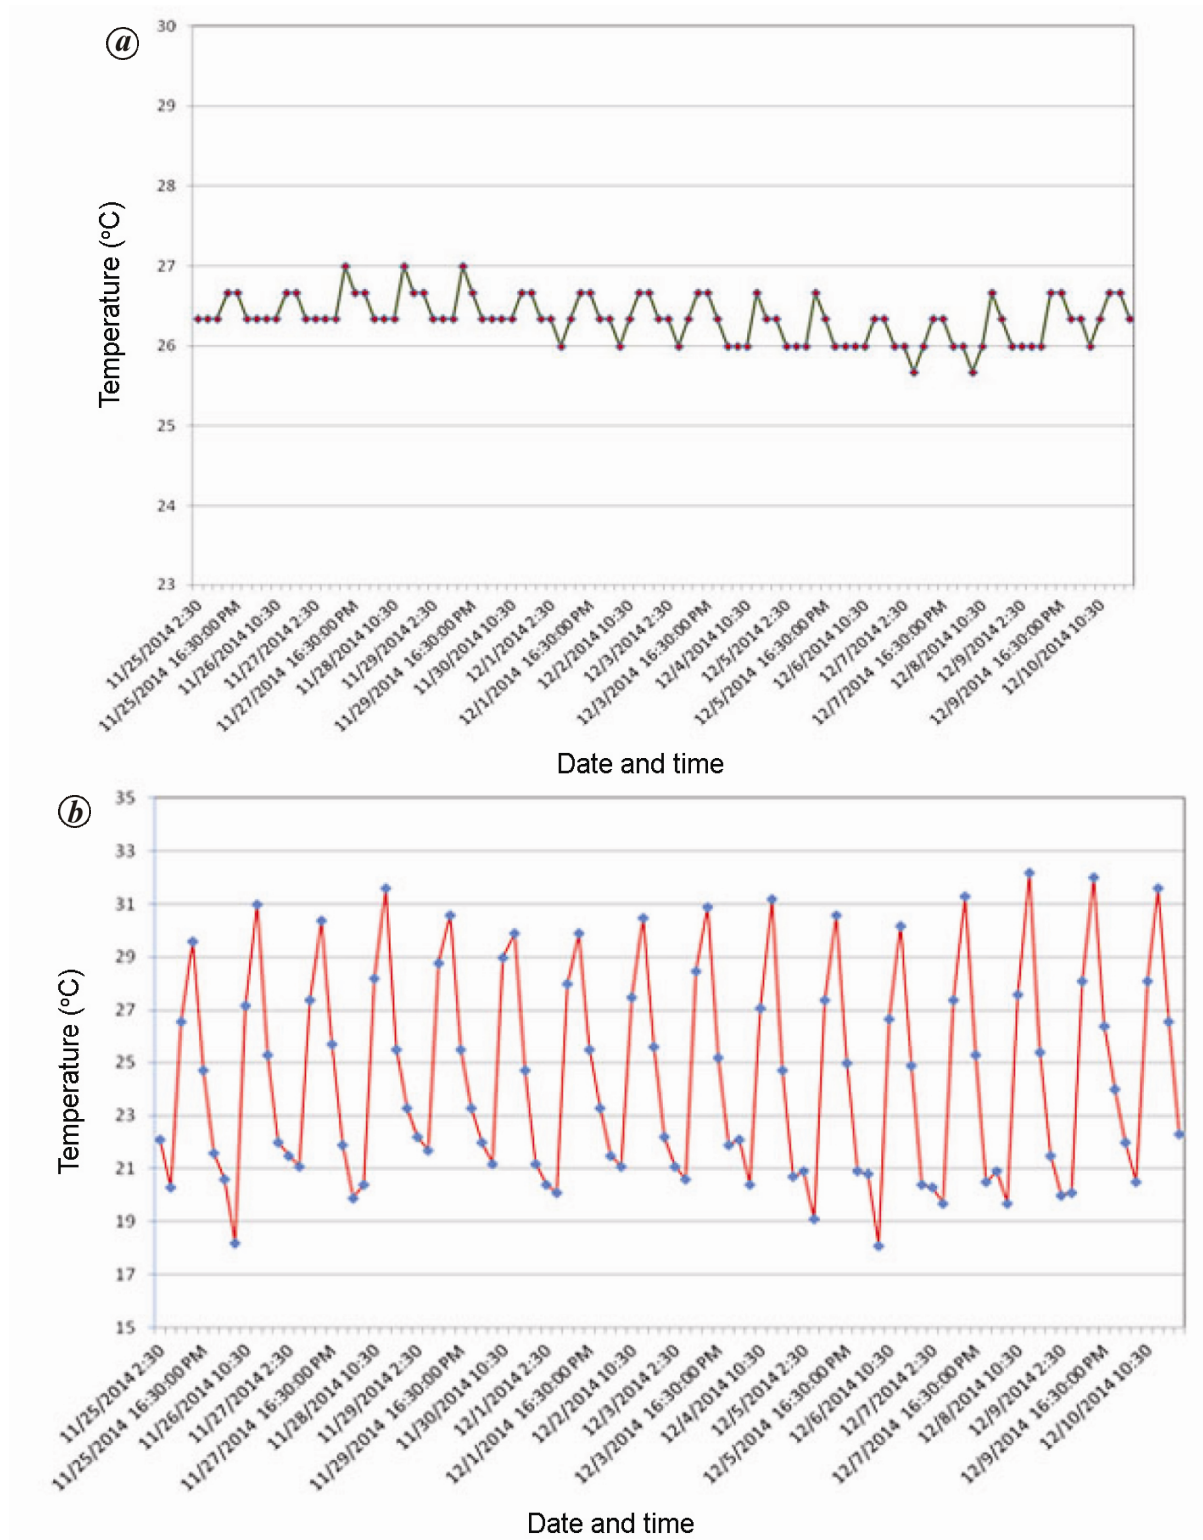 a
30
29
28
27
26
25
24
23
Temperature (°C)
11/25/2014 2:30
11/25/2014 16:30:00 PM
11/26/2014 10:30
11/27/2014 2:30
11/27/2014 16:30:00 PM
11/28/2014 10:30
11/29/2014 2:30
11/29/2014 16:30:00 PM
11/30/2014 10:30
12/1/2014 2:30
12/1/2014 16:30:00 PM
12/2/2014 10:30
12/3/2014 2:30
12/3/2014 16:30:00 PM
12/4/2014 10:30
12/5/2014 2:30
12/5/2014 16:30:00 PM
12/6/2014 10:30
12/7/2014 2:30
12/7/2014 16:30:00 PM
12/8/2014 10:30
12/9/2014 2:30
12/9/2014 16:30:00 PM
12/10/2014 10:30
Date and time
b
35
33
31
29
27
25
23
21
19
17
15
Temperature (°C)
11/25/2014 2:30
11/25/2014 16:30:00 PM
11/26/2014 10:30
11/27/2014 2:30
11/27/2014 16:30:00 PM
11/28/2014 10:30
11/29/2014 2:30
11/29/2014 16:30:00 PM
11/30/2014 10:30
12/1/2014 2:30
12/1/2014 16:30:00 PM
12/2/2014 10:30
12/3/2014 2:30
12/3/2014 16:30:00 PM
12/4/2014 10:30
12/5/2014 2:30
12/5/2014 16:30:00 PM
12/6/2014 10:30
12/7/2014 2:30
12/7/2014 16:30:00 PM
12/8/2014 10:30
12/9/2014 2:30
12/9/2014 16:30:00 PM
12/10/2014 10:30
Date and time